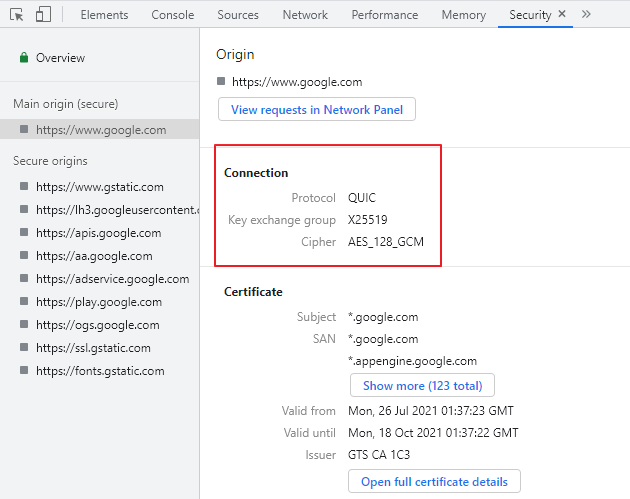 Elements Console Sources Network Performance Memory Security
Overview
Main origin (secure)
https://www.google.com
Secure origins
https://www.gstatic.com
https://lh3.googleusercontent.c
https://apis.google.com
https://aa.google.com
https://adservice.google.com
https://play.google.com
https://ogs.google.com
https://ssl.gstatic.com
https://fonts.gstatic.com
Origin
https://www.google.com
View requests in Network Panel
Connection
Protocol QUIC
Key exchange group X25519
Cipher AES_128_GCM
Certificate
Subject *.google.com
SAN *.google.com
*.appengine.google.com
Show more (123 total)
Valid from Mon, 26 Jul 2021 01:37:23 GMT
Valid until Mon, 18 Oct 2021 01:37:22 GMT
Issuer GTS CA 1C3
Open full certificate details